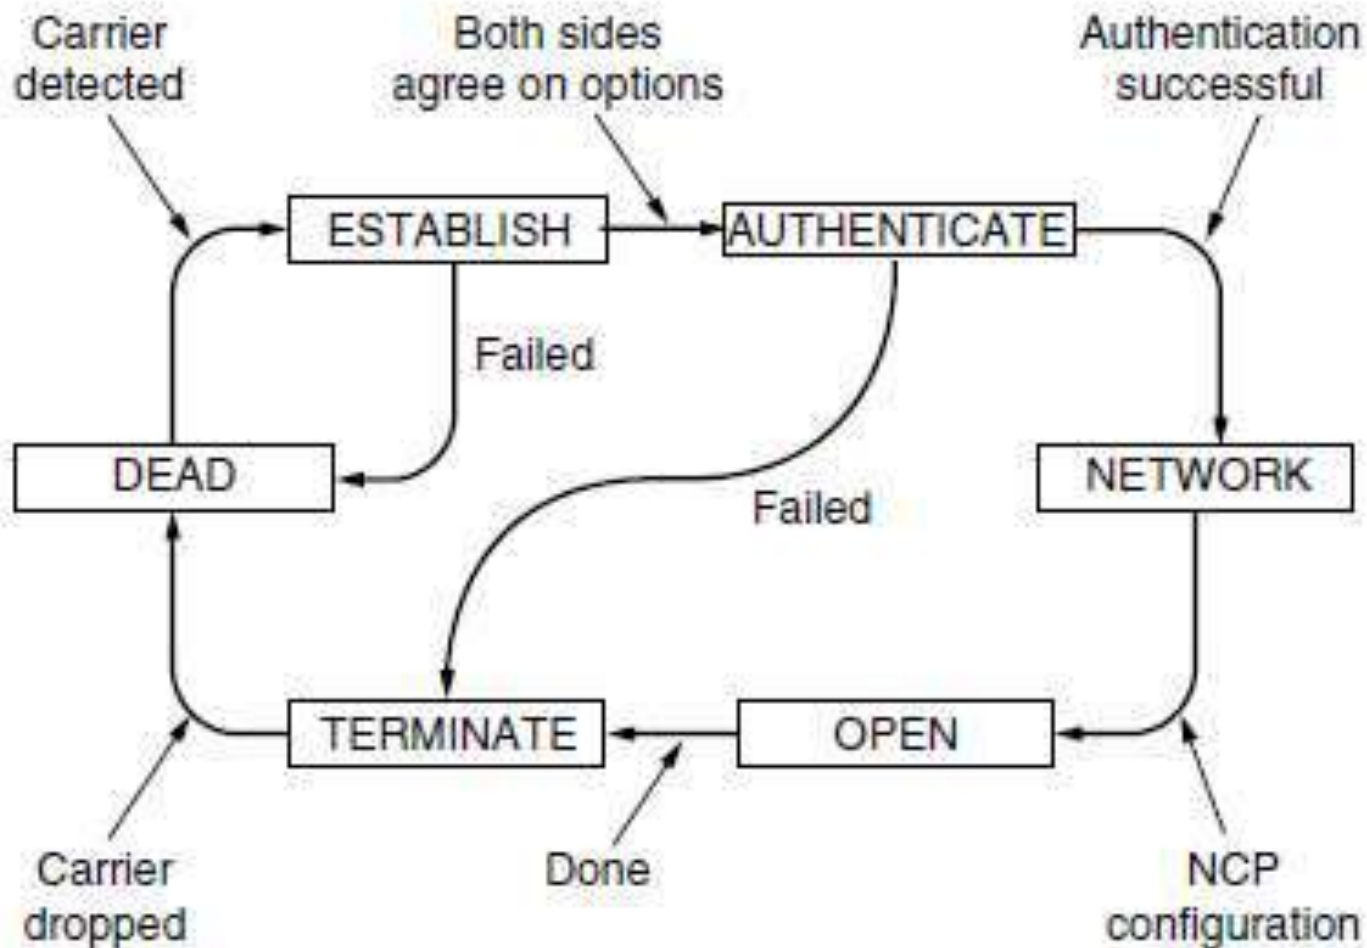 Carrier
detected
Both sides
agree on options
Authentication
successful
ESTABLISH
AUTHENTICATE
Failed
DEAD
NETWORK
Failed
TERMINATE
OPEN
Carrier
dropped
Done
NCP
configuration